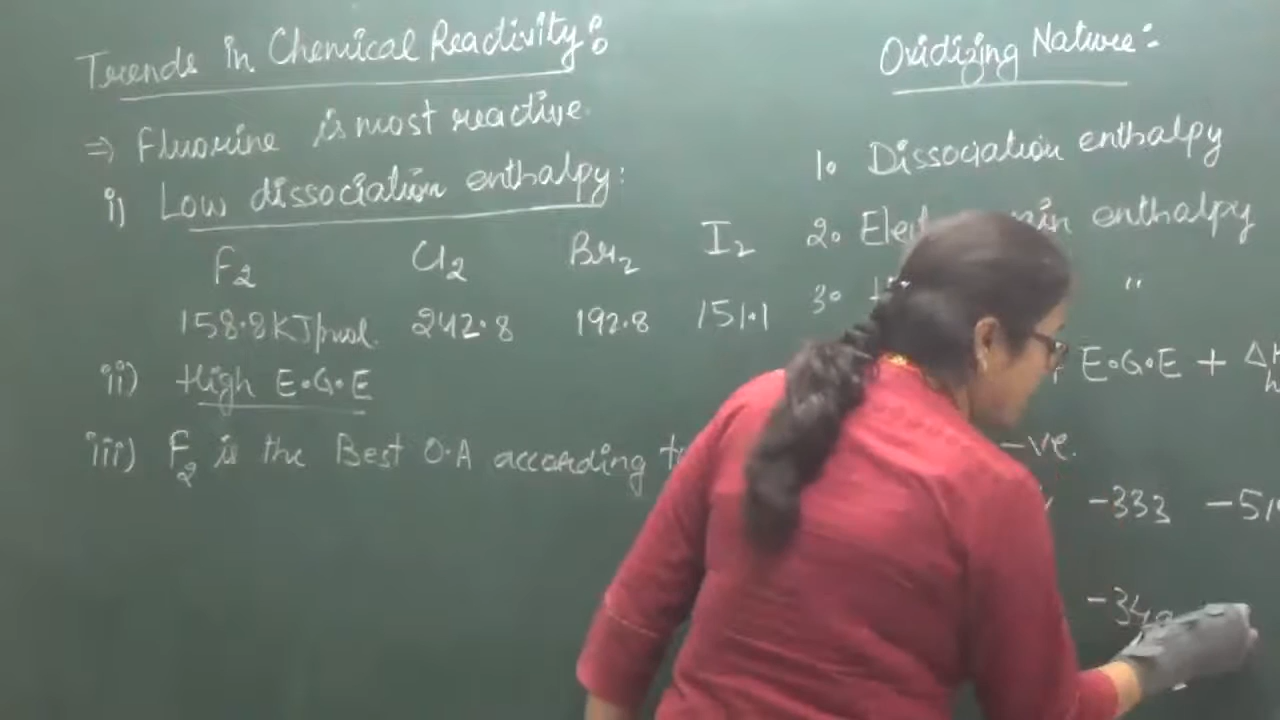 Trends in Chemical Reactivity:
⇒ Fluorine is most reactive.
i) Low dissociation enthalpy:
F₂ Cl₂ Br₂ I₂
158.8 KJ/mol. 242.8 192.8 151.1
ii) High E.G.E
iii) F₂ is the Best O.A according
Oxidizing Nature:-
1. Dissociation enthalpy
2. enthalpy
3. "
E.G.E +
-ve.
-333